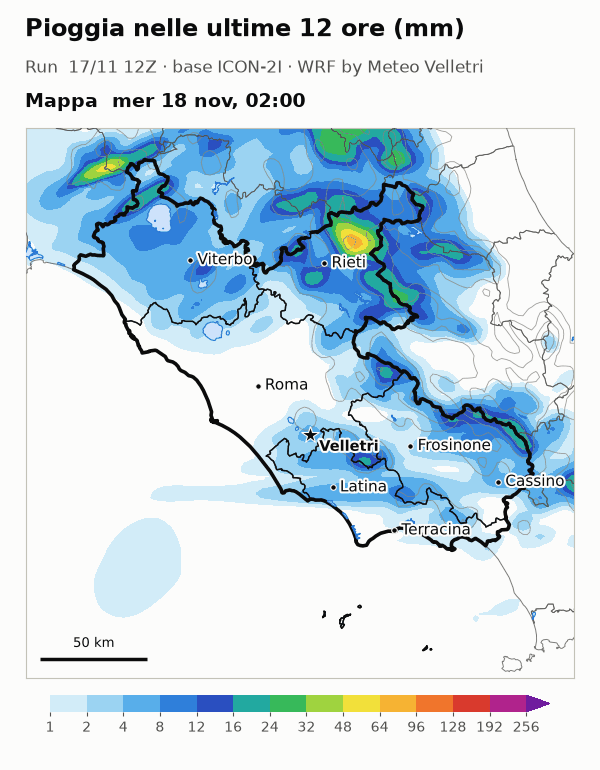 Pioggia nelle ultime 12 ore (mm)
Run  17/11 12Z · base ICON-2I · WRF by Meteo Velletri
Mappa  mer 18 nov, 02:00
Viterbo
Rieti
Roma
Velletri
Frosinone
Cassino
Latina
Terracina
50 km
1 2 4 8 12 16 24 32 48 64 96 128 192 256